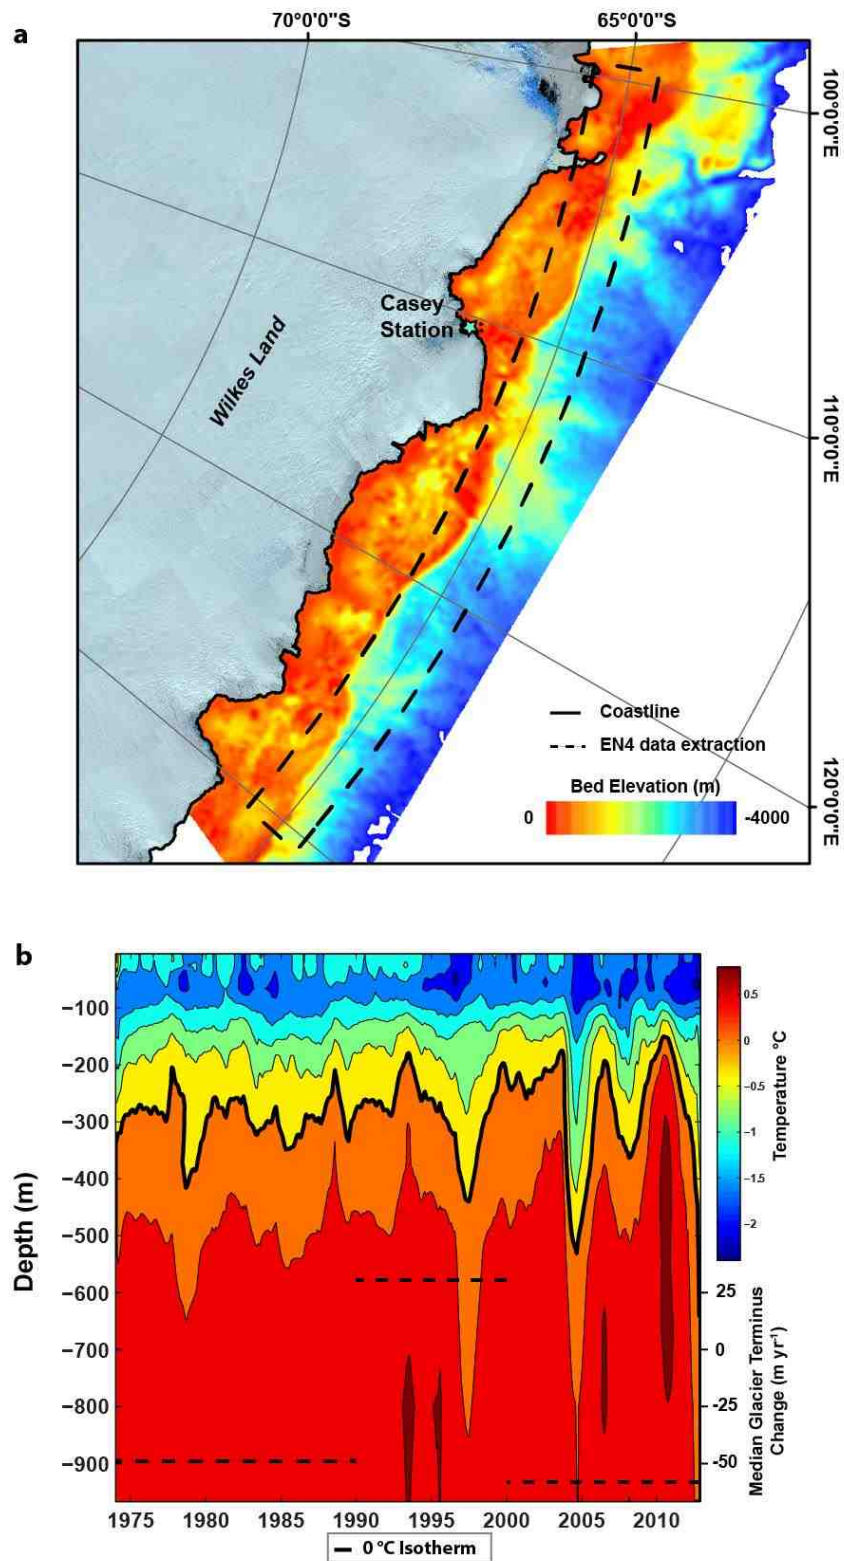 a
70°0'0"S
65°0'0"S
100°0'0"E
Casey
Station
Wilkes Land
110°0'0"E
Coastline
EN4 data extraction
Bed Elevation (m)
0
-4000
120°0'0"E
b
−100
−200
−300
−400
−500
−600
−700
−800
−900
Depth (m)
0.5
0
−0.5
−1
−1.5
−2
Temperature °C
25
0
-25
-50
Median Glacier Terminus
Change (m yr⁻¹)
1975 1980 1985 1990 1995 2000 2005 2010
0 °C Isotherm